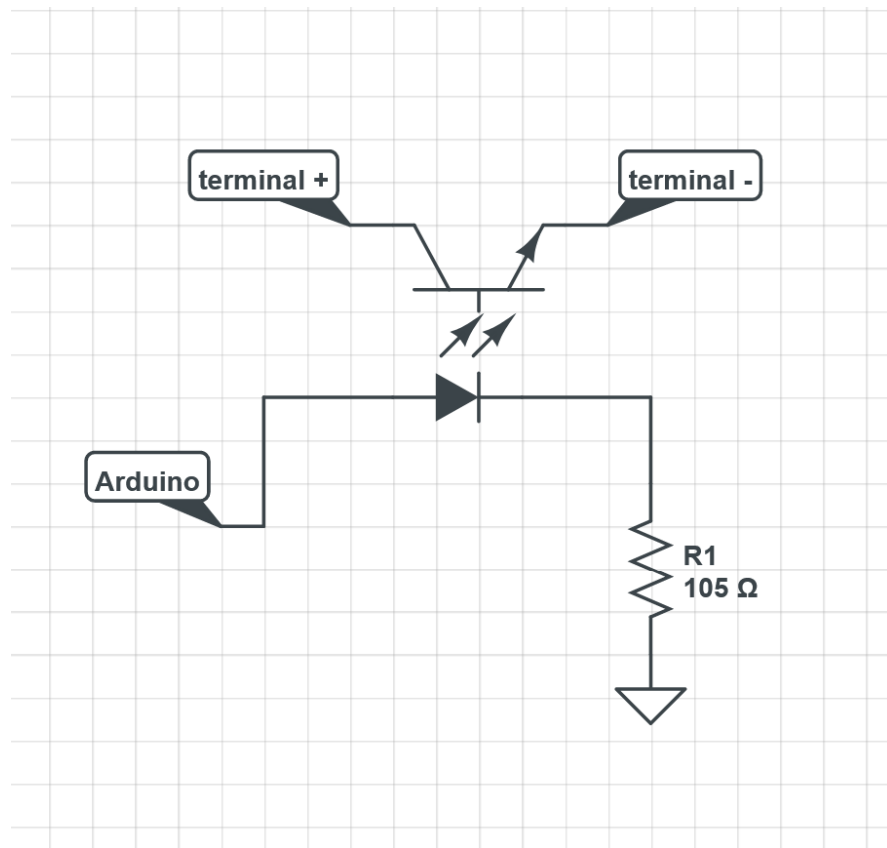 terminal +
terminal -
Arduino
R1
105 Ω